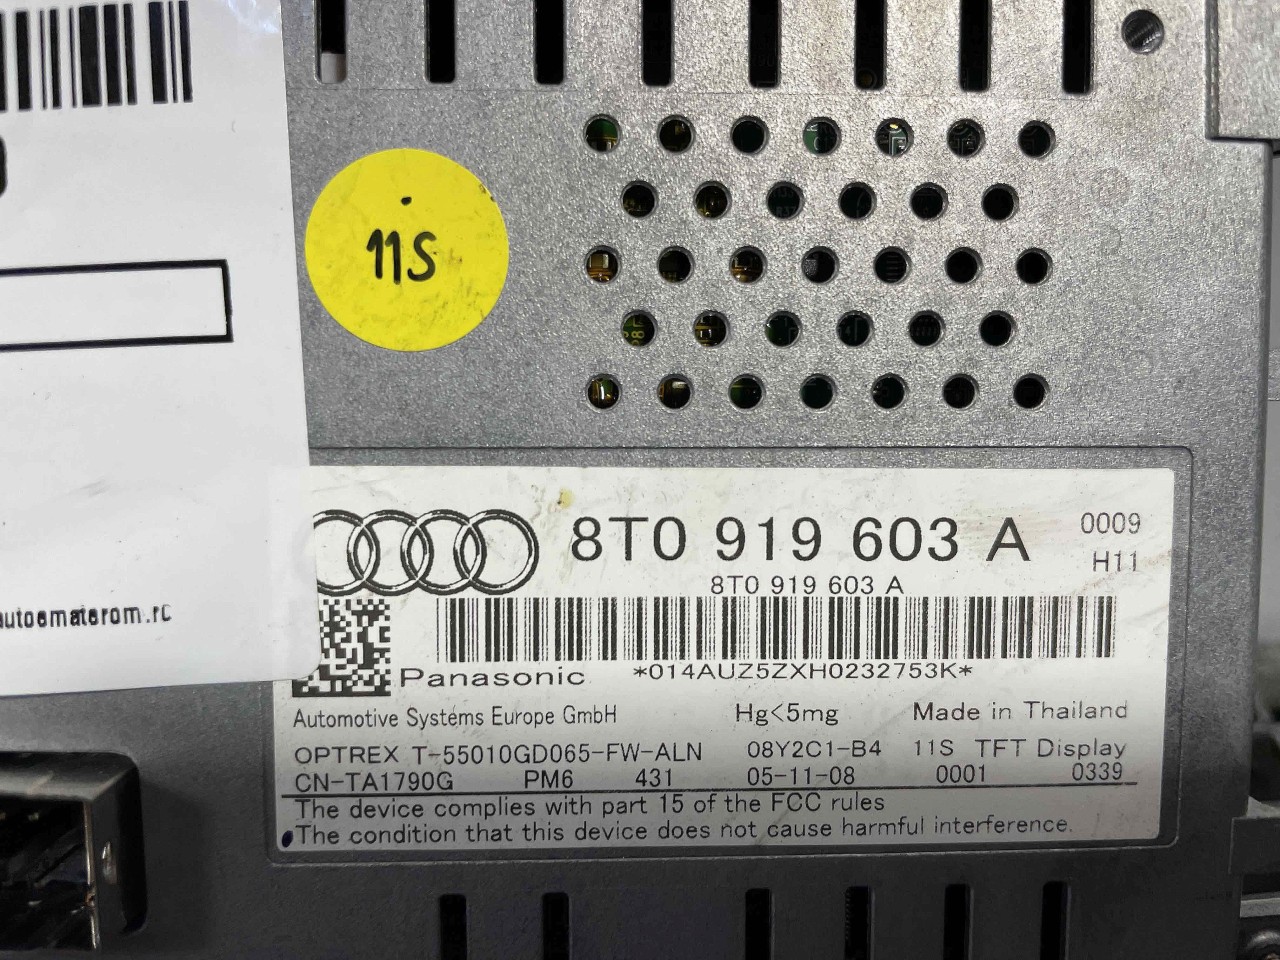 11S
autoematerom.ro
8T0 919 603 A
0009
H11
8T0 919 603 A
Panasonic *014AUZ5ZXH0232753K*
Automotive Systems Europe GmbH Hg<5mg Made in Thailand
OPTREX T-55010GD065-FW-ALN 08Y2C1-B4 11S TFT Display
CN-TA1790G PM6 431 05-11-08 0001 0339
The device complies with part 15 of the FCC rules
The condition that this device does not cause harmful interference.